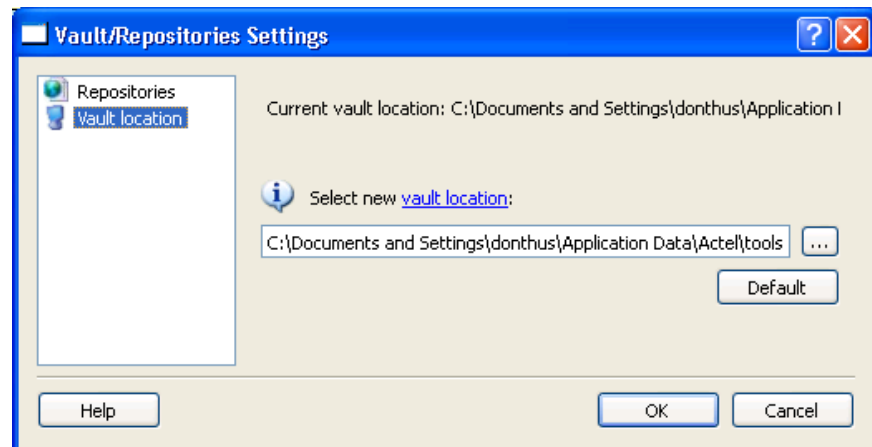 Vault/Repositories Settings
Repositories
Vault location
Current vault location: C:\Documents and Settings\donthus\Application
Select new vault location:
C:\Documents and Settings\donthus\Application Data\Actel\tools
...
Default
Help
OK
Cancel